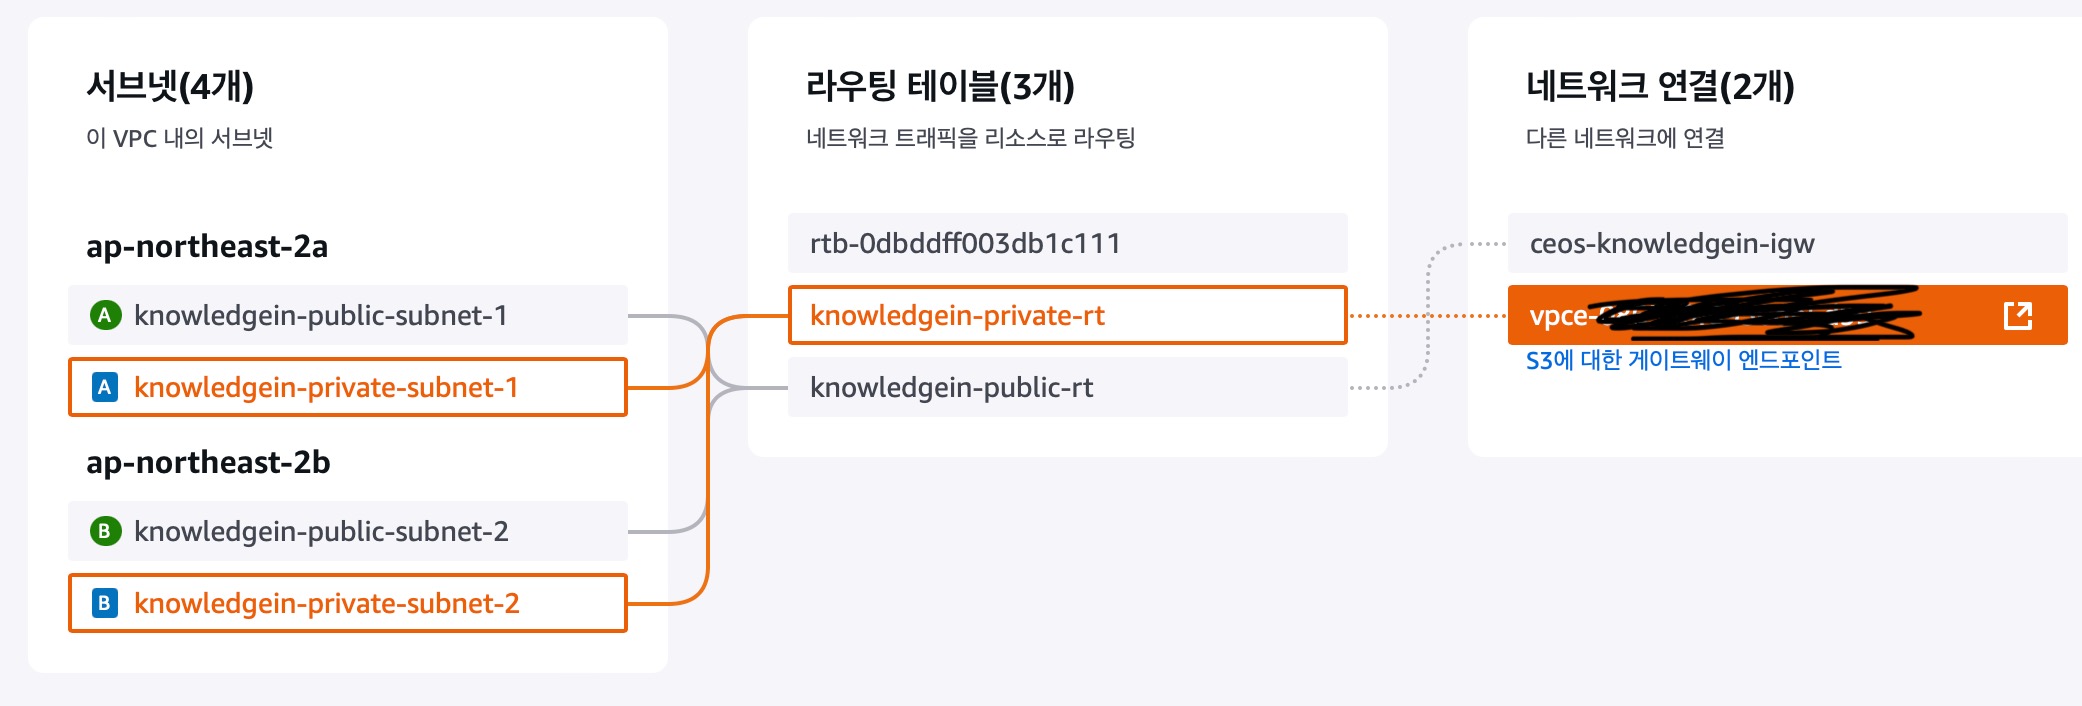 서브넷(4개)
이 VPC 내의 서브넷
ap-northeast-2a
A knowledgein-public-subnet-1
A knowledgein-private-subnet-1
ap-northeast-2b
B knowledgein-public-subnet-2
B knowledgein-private-subnet-2
라우팅 테이블(3개)
네트워크 트래픽을 리소스로 라우팅
rtb-0dbddff003db1c111
knowledgein-private-rt
knowledgein-public-rt
네트워크 연결(2개)
다른 네트워크에 연결
ceos-knowledgein-igw
vpce-
S3에 대한 게이트웨이 엔드포인트